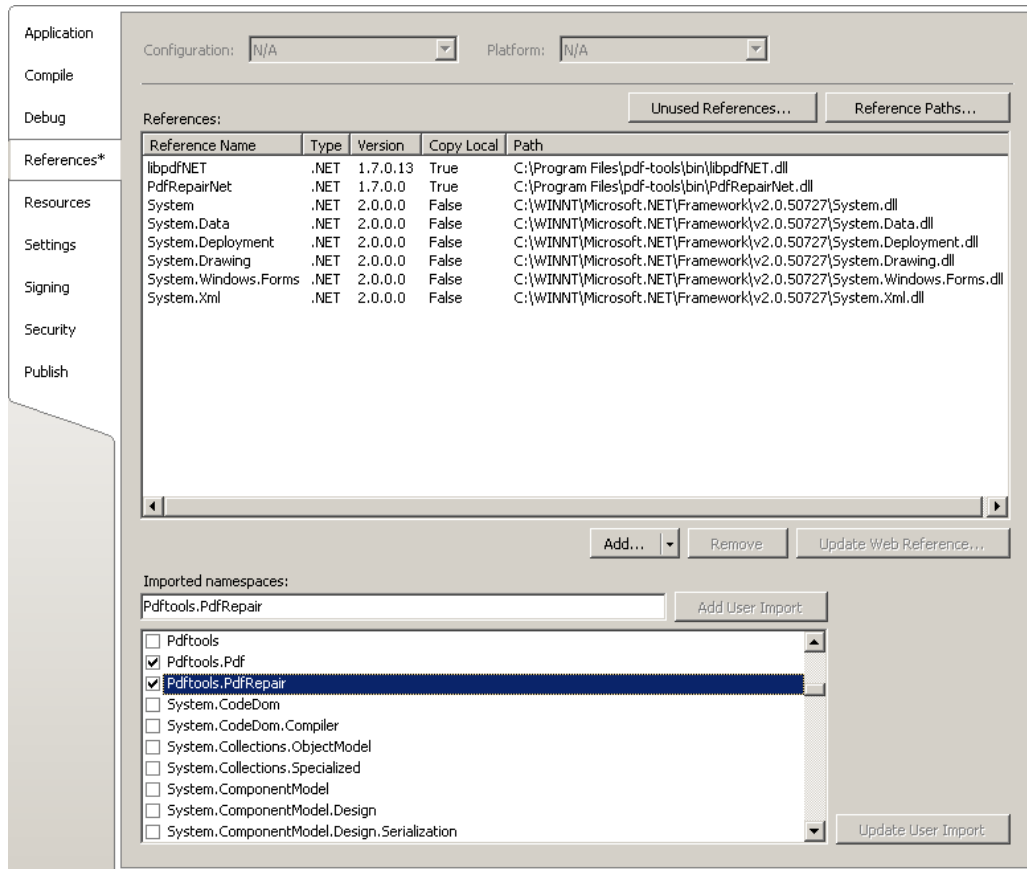 Application
Compile
Debug
References*
Resources
Settings
Signing
Security
Publish
Configuration: N/A Platform: N/A
Unused References... Reference Paths...
References:
Reference Name Type Version Copy Local Path
libpdfNET .NET 1.7.0.13 True C:\Program Files\pdf-tools\bin\libpdfNET.dll
PdfRepairNet .NET 1.7.0.0 True C:\Program Files\pdf-tools\bin\PdfRepairNet.dll
System .NET 2.0.0.0 False C:\WINNT\Microsoft.NET\Framework\v2.0.50727\System.dll
System.Data .NET 2.0.0.0 False C:\WINNT\Microsoft.NET\Framework\v2.0.50727\System.Data.dll
System.Deployment .NET 2.0.0.0 False C:\WINNT\Microsoft.NET\Framework\v2.0.50727\System.Deployment.dll
System.Drawing .NET 2.0.0.0 False C:\WINNT\Microsoft.NET\Framework\v2.0.50727\System.Drawing.dll
System.Windows.Forms .NET 2.0.0.0 False C:\WINNT\Microsoft.NET\Framework\v2.0.50727\System.Windows.Forms.dll
System.Xml .NET 2.0.0.0 False C:\WINNT\Microsoft.NET\Framework\v2.0.50727\System.Xml.dll
Add... Remove Update Web Reference...
Imported namespaces:
Pdftools.PdfRepair Add User Import
Pdftools
Pdftools.Pdf
Pdftools.PdfRepair
System.CodeDom
System.CodeDom.Compiler
System.Collections.ObjectModel
System.Collections.Specialized
System.ComponentModel
System.ComponentModel.Design
System.ComponentModel.Design.Serialization
Update User Import